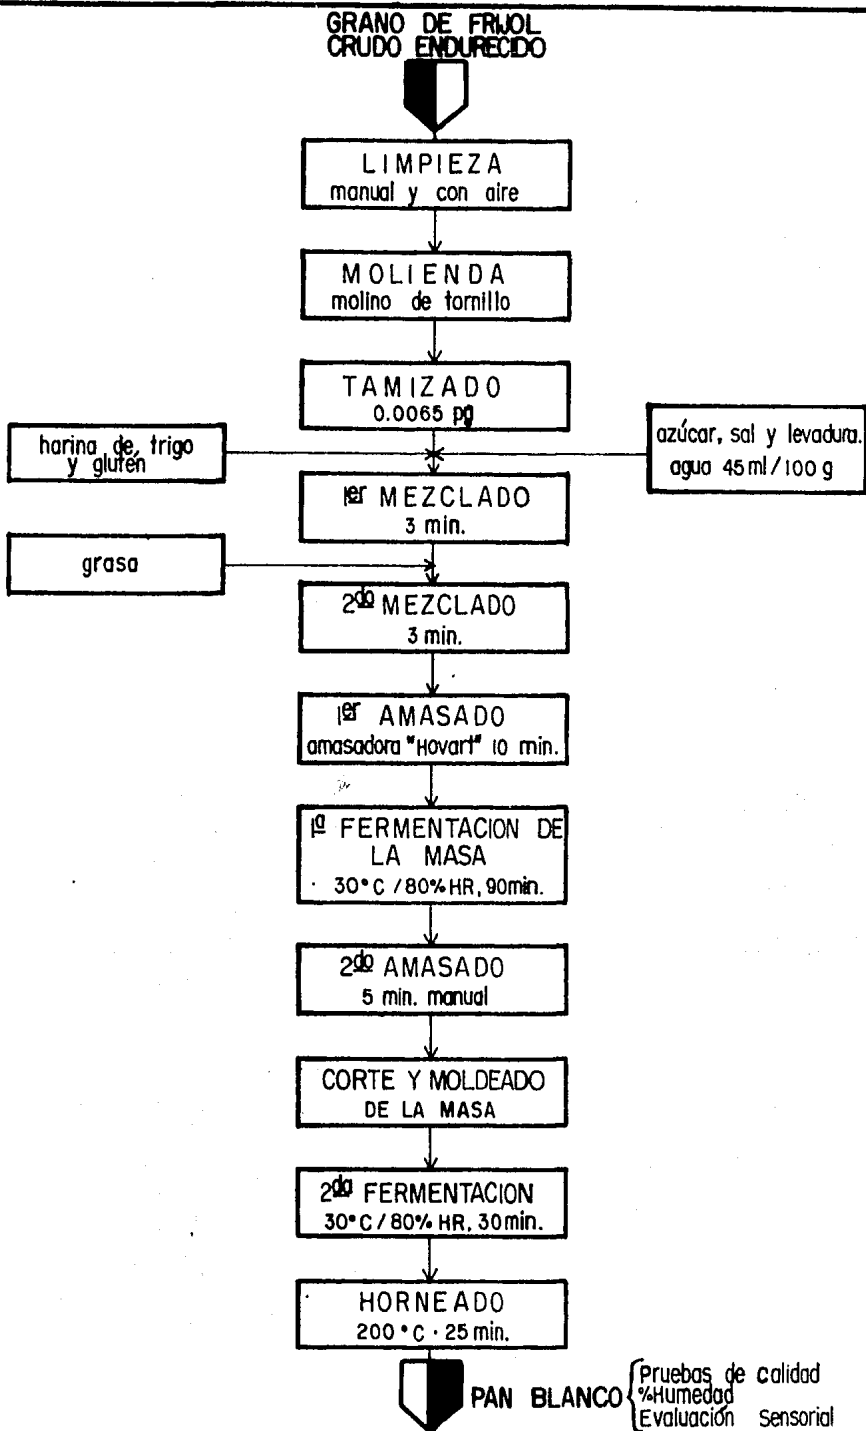 GRANO DE FRIJOL
CRUDO ENDURECIDO
LIMPIEZA
manual y con aire
MOLIENDA
molino de tornillo
TAMIZADO
0.0065 pg
harina de trigo
y gluten
azúcar, sal y levadura.
agua 45 ml/100 g
1er MEZCLADO
3 min.
grasa
2do MEZCLADO
3 min.
1er AMASADO
amasadora "Hovart" 10 min.
1a FERMENTACION DE
LA MASA
30°C/80% HR, 90min.
2do AMASADO
5 min. manual
CORTE Y MOLDEADO
DE LA MASA
2da FERMENTACION
30°C/80% HR, 30min.
HORNEADO
200°C · 25 min.
PAN BLANCO
Pruebas de calidad
%Humedad
Evaluación Sensorial